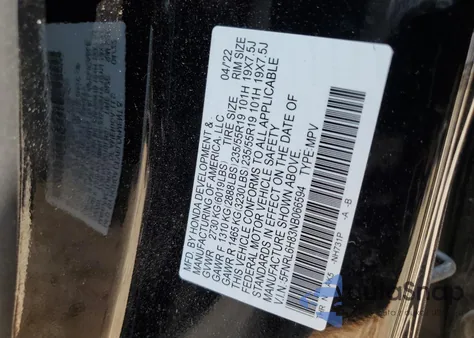 MFD. BY HONDA DEVELOPMENT &
MANUFACTURING OF AMERICA, LLC 04/22
GVWR 2730 KG(6019LBS) TIRE SIZE RIM SIZE
GAWR F 1310 KG(2888LBS) 235/55R19 101H 19X7.5J
GAWR R 1465 KG(3230LBS) 235/55R19 101H 19X7.5J
THIS VEHICLE CONFORMS TO ALL APPLICABLE
FEDERAL MOTOR VEHICLE SAFETY
STANDARDS IN EFFECT ON THE DATE OF
MANUFACTURE SHOWN ABOVE.
V.I.N.: TYPE: MPV
NH731P -A -B
AutoSnap